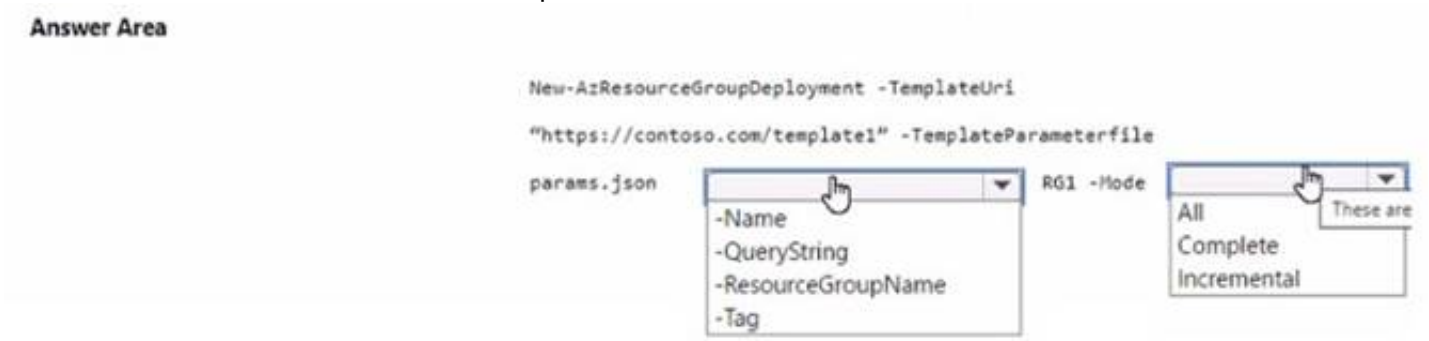 Answer Area
New-AzResourceGroupDeployment -TemplateUri
"https://contoso.com/template1" -TemplateParameterfile
params.json RG1 -Mode
-Name
-QueryString
-ResourceGroupName
-Tag
All
Complete
Incremental
These are